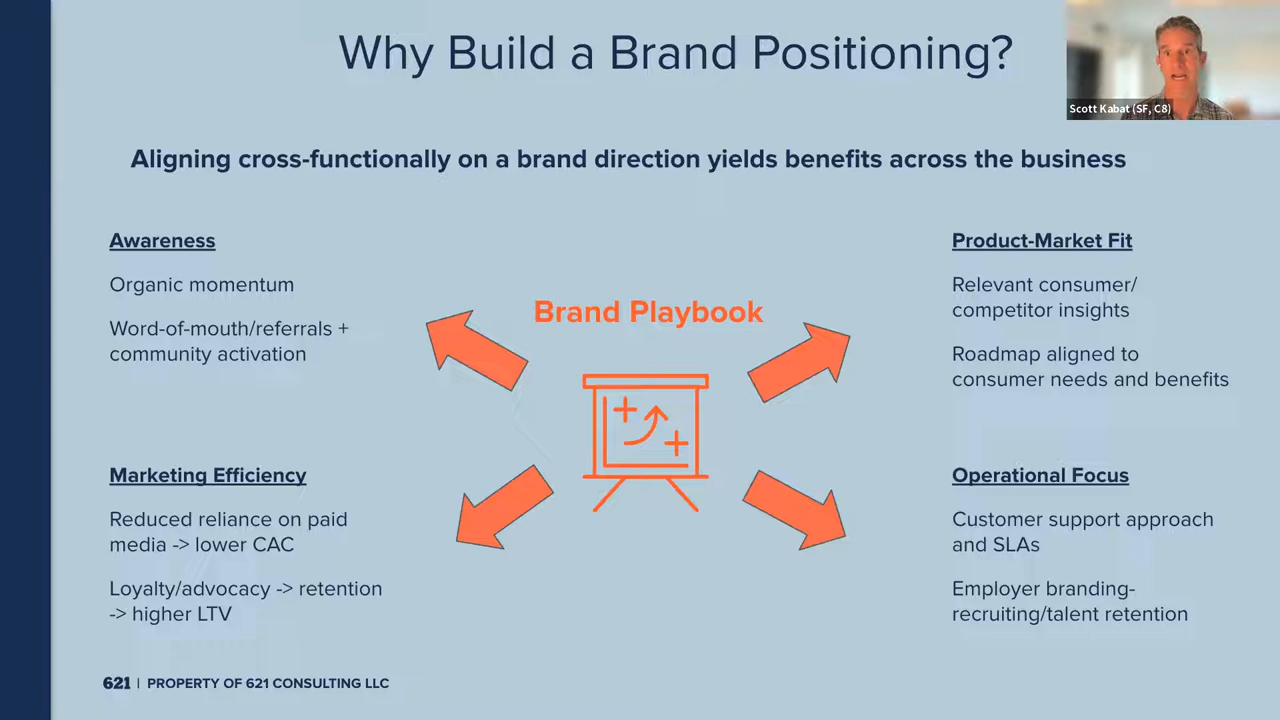 Why Build a Brand Positioning?
Scott Kabat (SF, C8)
Aligning cross-functionally on a brand direction yields benefits across the business
Awareness
Organic momentum
Word-of-mouth/referrals +
community activation
Brand Playbook
Product-Market Fit
Relevant consumer/
competitor insights
Roadmap aligned to
consumer needs and benefits
Marketing Efficiency
Reduced reliance on paid
media -> lower CAC
Loyalty/advocacy -> retention
-> higher LTV
Operational Focus
Customer support approach
and SLAs
Employer branding-
recruiting/talent retention
621 | PROPERTY OF 621 CONSULTING LLC